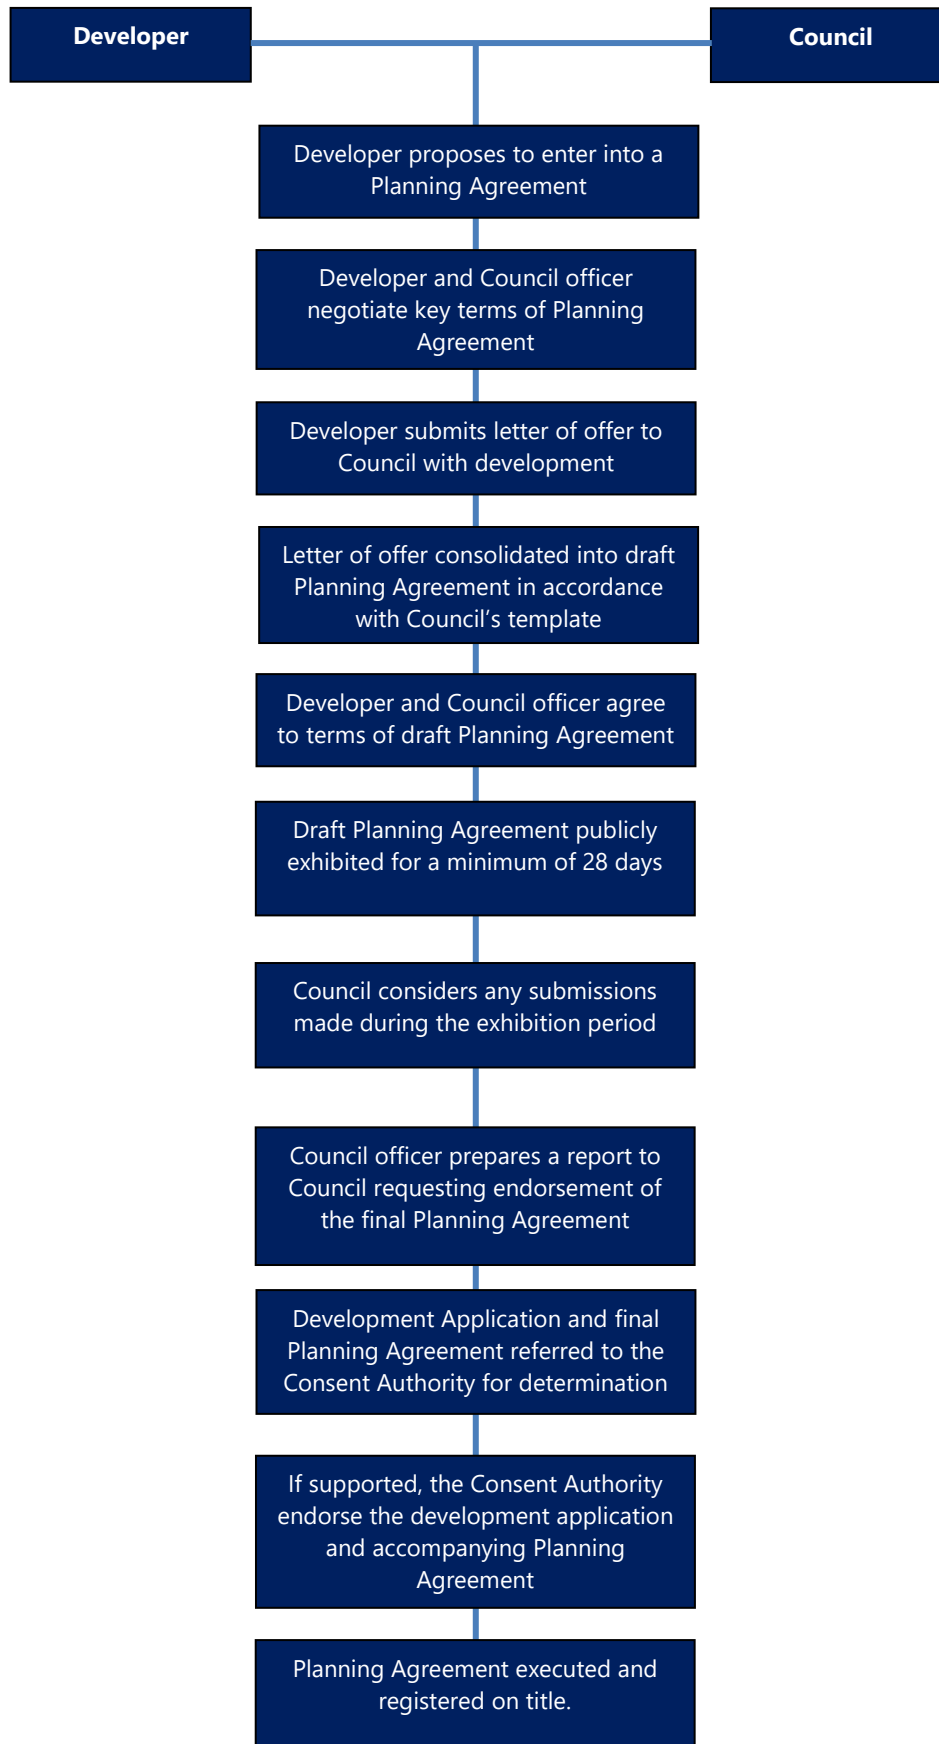 Developer
Council
Developer proposes to enter into a
Planning Agreement
Developer and Council officer
negotiate key terms of Planning
Agreement
Developer submits letter of offer to
Council with development
Letter of offer consolidated into draft
Planning Agreement in accordance
with Council’s template
Developer and Council officer agree
to terms of draft Planning Agreement
Draft Planning Agreement publicly
exhibited for a minimum of 28 days
Council considers any submissions
made during the exhibition period
Council officer prepares a report to
Council requesting endorsement of
the final Planning Agreement
Development Application and final
Planning Agreement referred to the
Consent Authority for determination
If supported, the Consent Authority
endorse the development application
and accompanying Planning
Agreement
Planning Agreement executed and
registered on title.